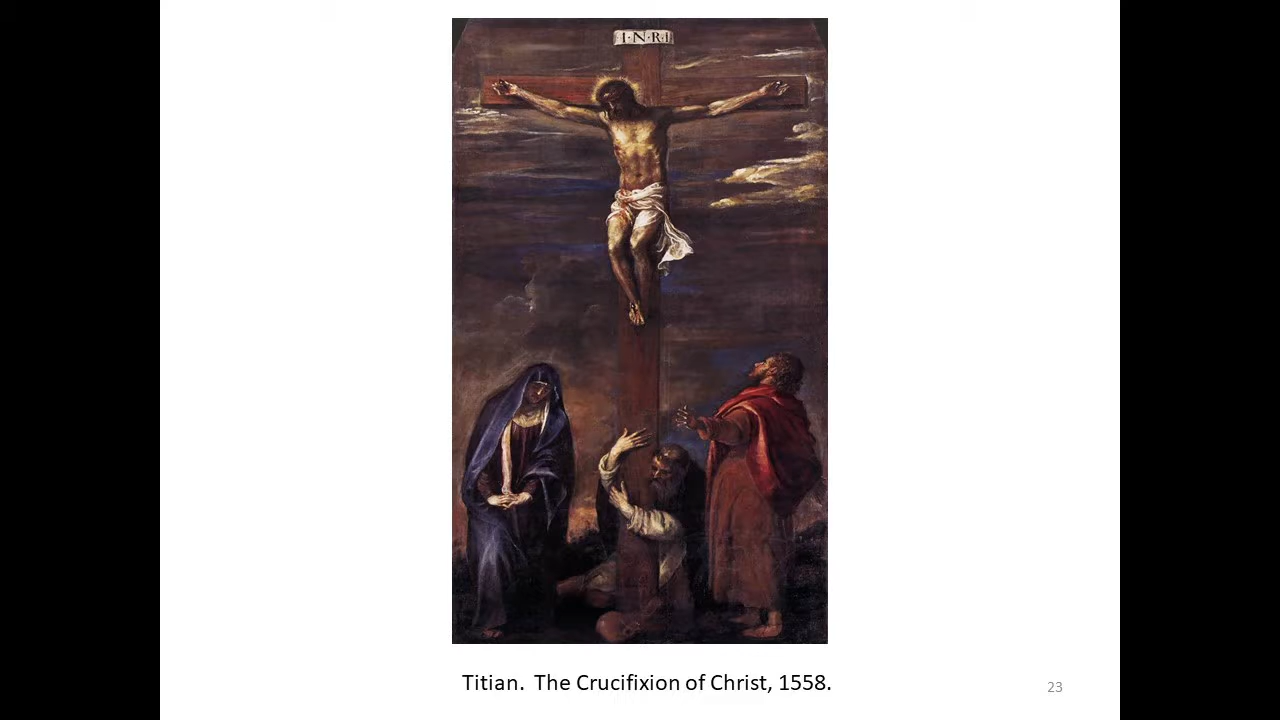 I·N·R·I
Titian. The Crucifixion of Christ, 1558.
23